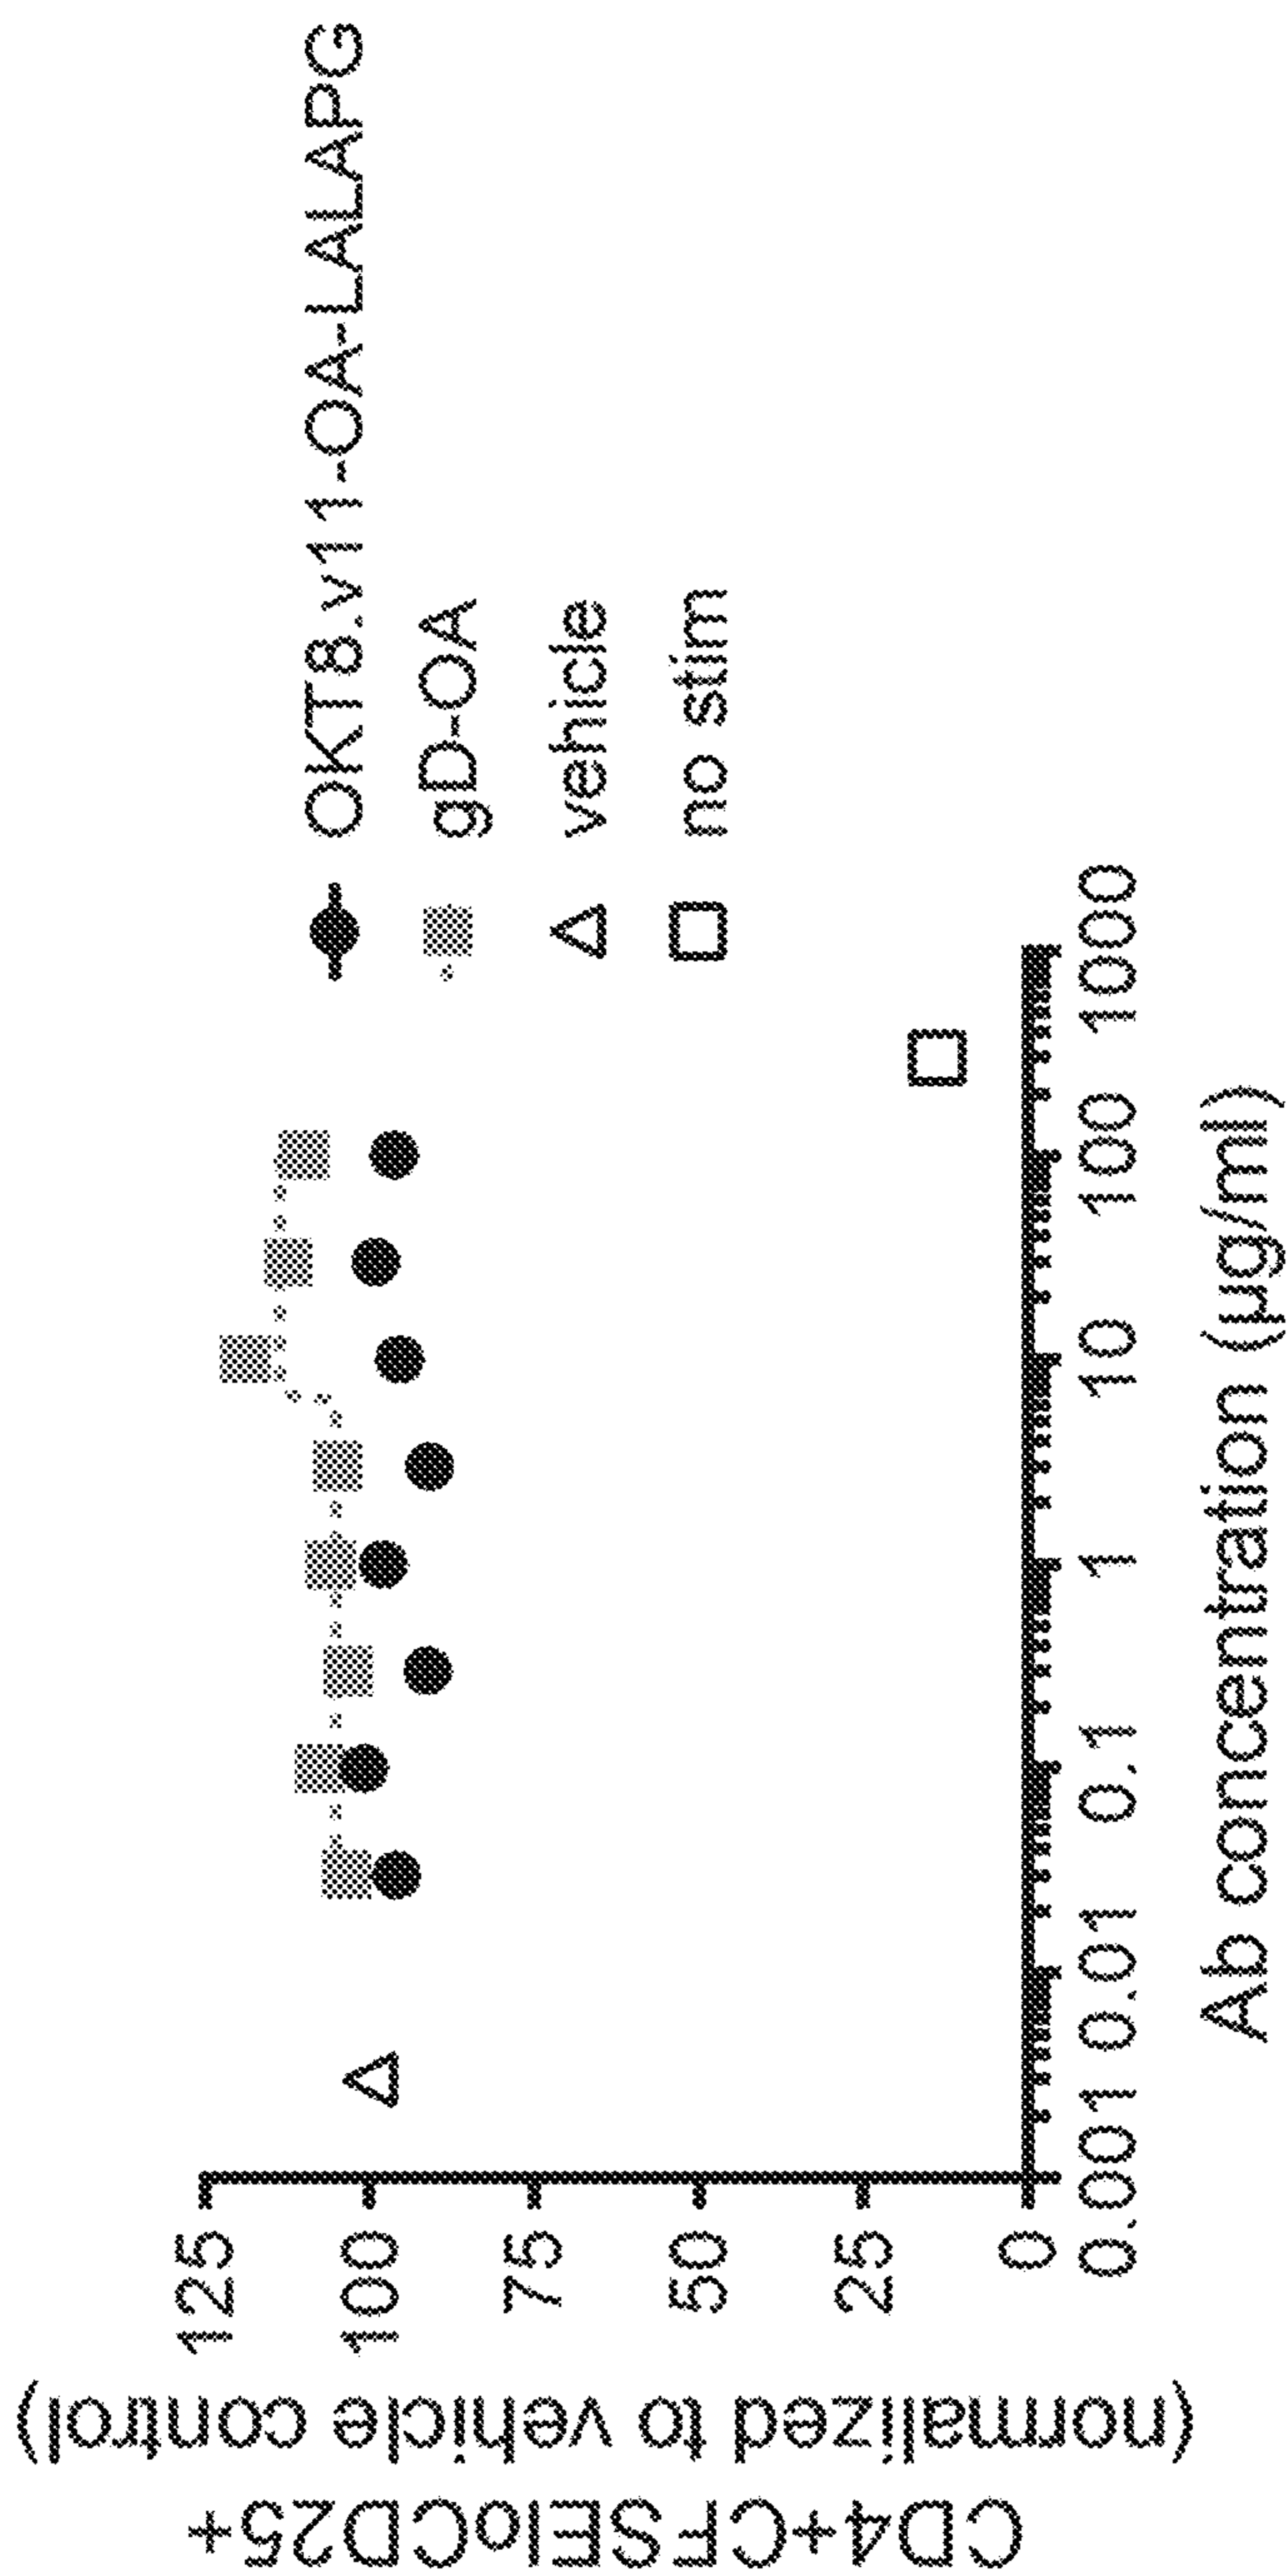 CD4+CFSEloCD25+
(normalized to vehicle control)
125
100
75
50
25
0
0.001 0.01 0.1 1 10 100 1000
Ab concentration (µg/ml)
OKT8.v11-OA-LALAPG
gD-OA
vehicle
no stim